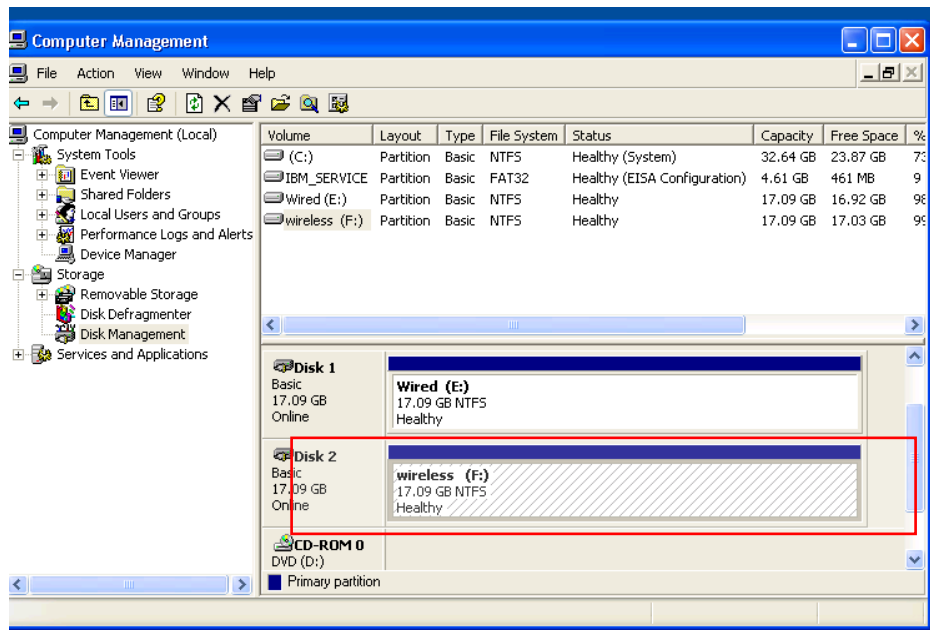 Computer Management
File Action View Window Help
Computer Management (Local)
System Tools
Event Viewer
Shared Folders
Local Users and Groups
Performance Logs and Alerts
Device Manager
Storage
Removable Storage
Disk Defragmenter
Disk Management
Services and Applications
Volume Layout Type File System Status Capacity Free Space %
(C:) Partition Basic NTFS Healthy (System) 32.64 GB 23.87 GB
IBM_SERVICE Partition Basic FAT32 Healthy (EISA Configuration) 4.61 GB 461 MB 9
Wired (E:) Partition Basic NTFS Healthy 17.09 GB 16.92 GB
wireless (F:) Partition Basic NTFS Healthy 17.09 GB 17.03 GB
Disk 1
Basic
17.09 GB
Online
Wired (E:)
17.09 GB NTFS
Healthy
Disk 2
Basic
17.09 GB
Online
wireless (F:)
17.09 GB NTFS
Healthy
CD-ROM 0
DVD (D:)
Primary partition